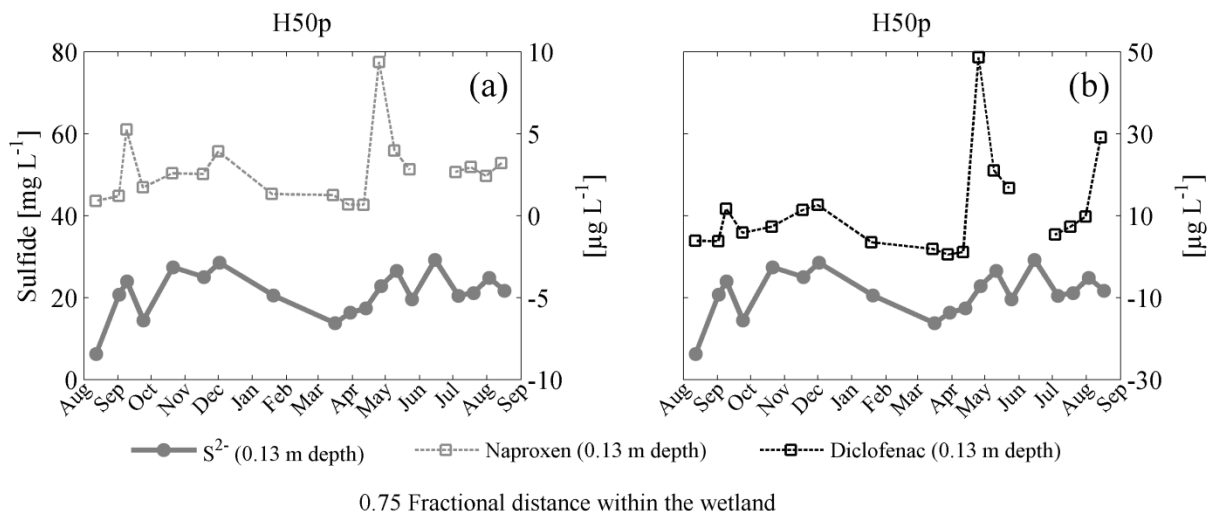 H50p
H50p
80
60
40
20
0
Sulfide [mg L⁻¹]
(a)
10
5
0
-5
-10
[µg L⁻¹]
Aug Sep Oct Nov Dec Jan Feb Mar Apr May Jun Jul Aug Sep
(b)
50
30
10
-10
-30
[µg L⁻¹]
Aug Sep Oct Nov Dec Jan Feb Mar Apr May Jun Jul Aug Sep
S²⁻ (0.13 m depth) Naproxen (0.13 m depth) Diclofenac (0.13 m depth)
0.75 Fractional distance within the wetland